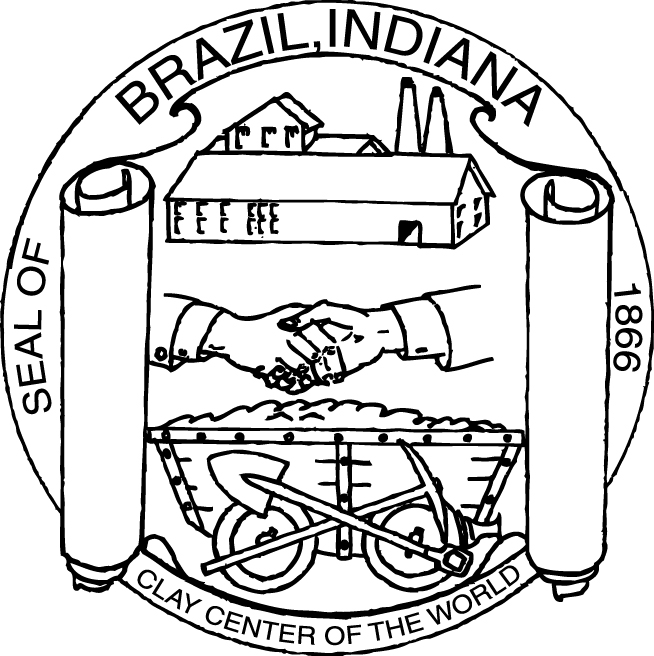 BRAZIL, INDIANA
SEAL OF
1866
CLAY CENTER OF THE WORLD